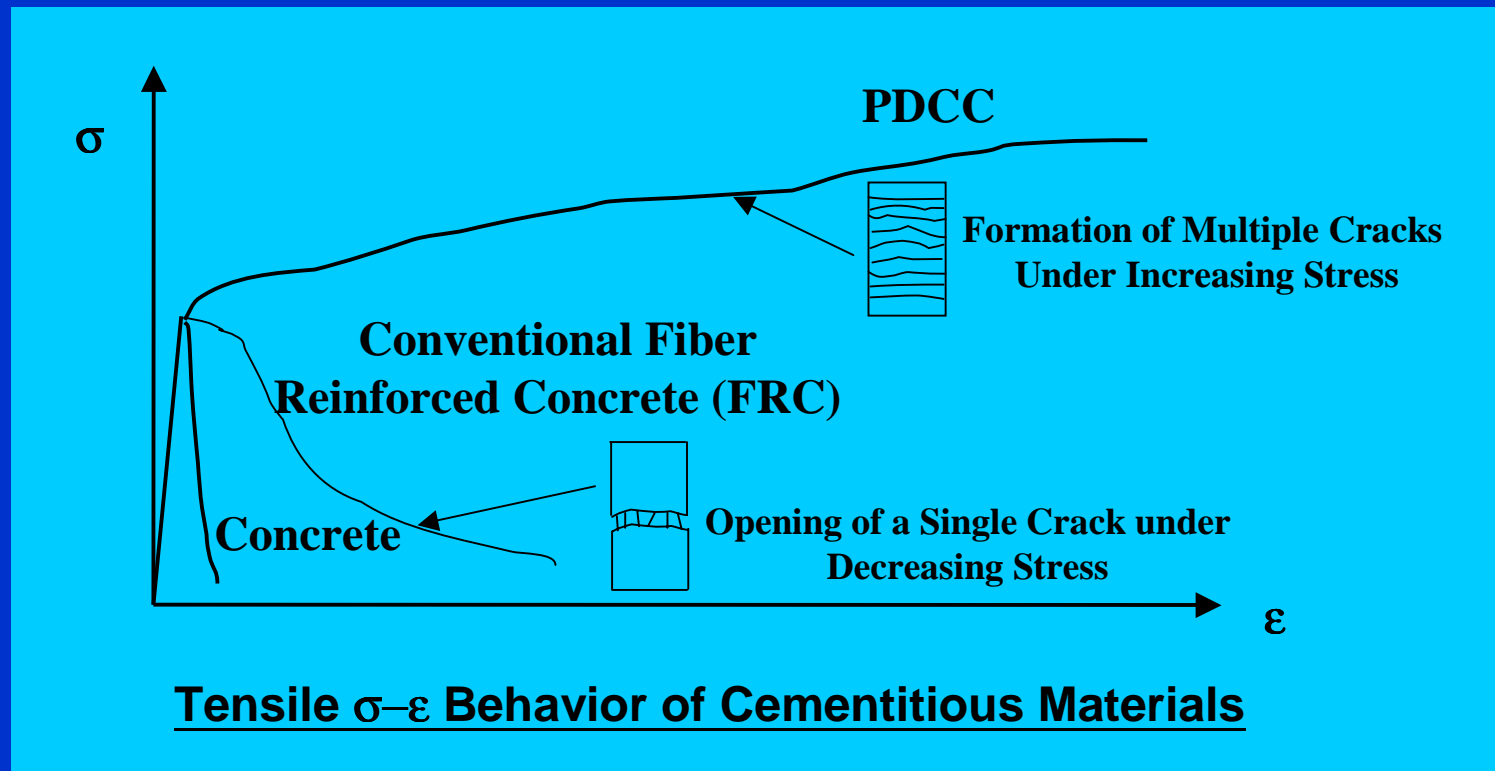 PDCC
σ
Formation of Multiple Cracks
Under Increasing Stress
Conventional Fiber
Reinforced Concrete (FRC)
Concrete
Opening of a Single Crack under
Decreasing Stress
ε
Tensile σ–ε Behavior of Cementitious Materials